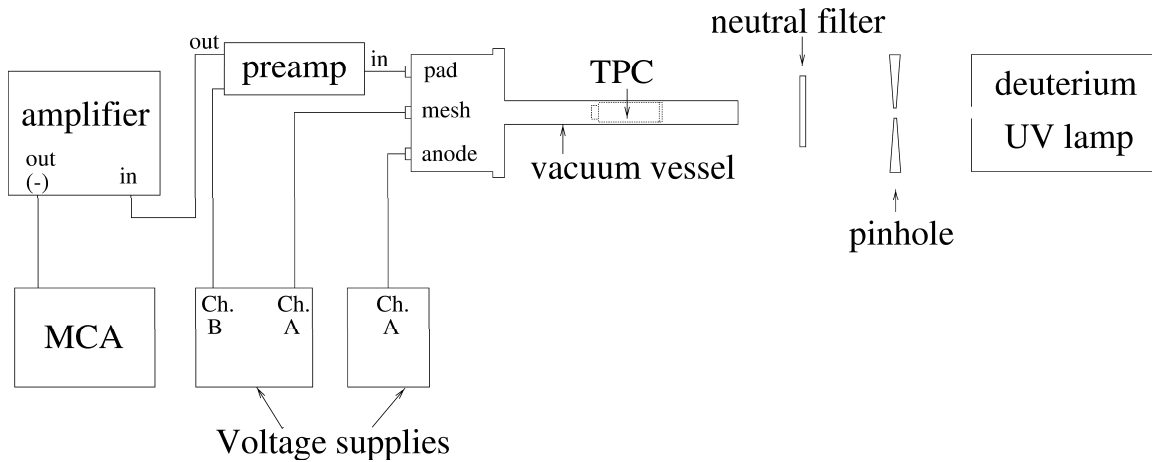 neutral filter
out
preamp
in
pad
TPC
deuterium
amplifier
mesh
UV lamp
out
(-)
in
anode
vacuum vessel
pinhole
Ch.
B
Ch.
A
Ch.
A
MCA
Voltage supplies